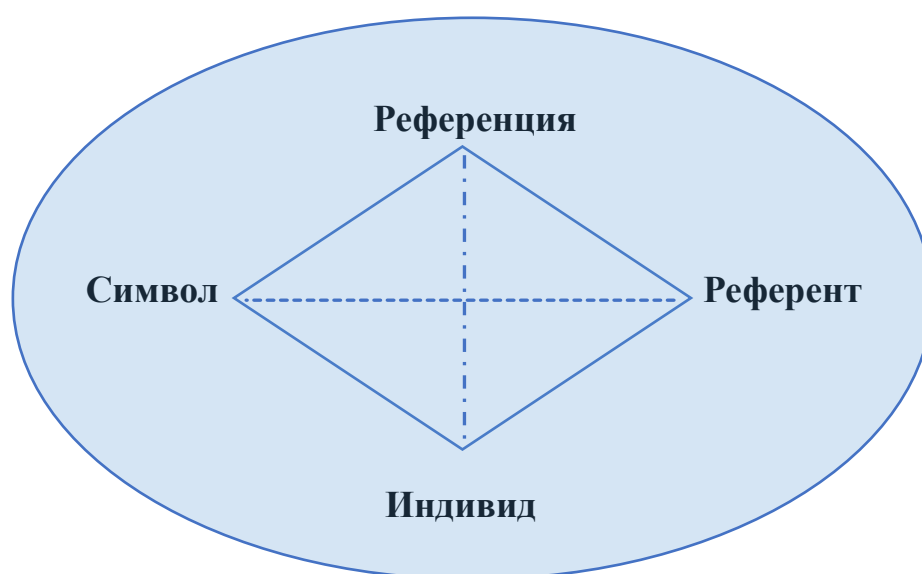 Референция
Символ
Референт
Индивид